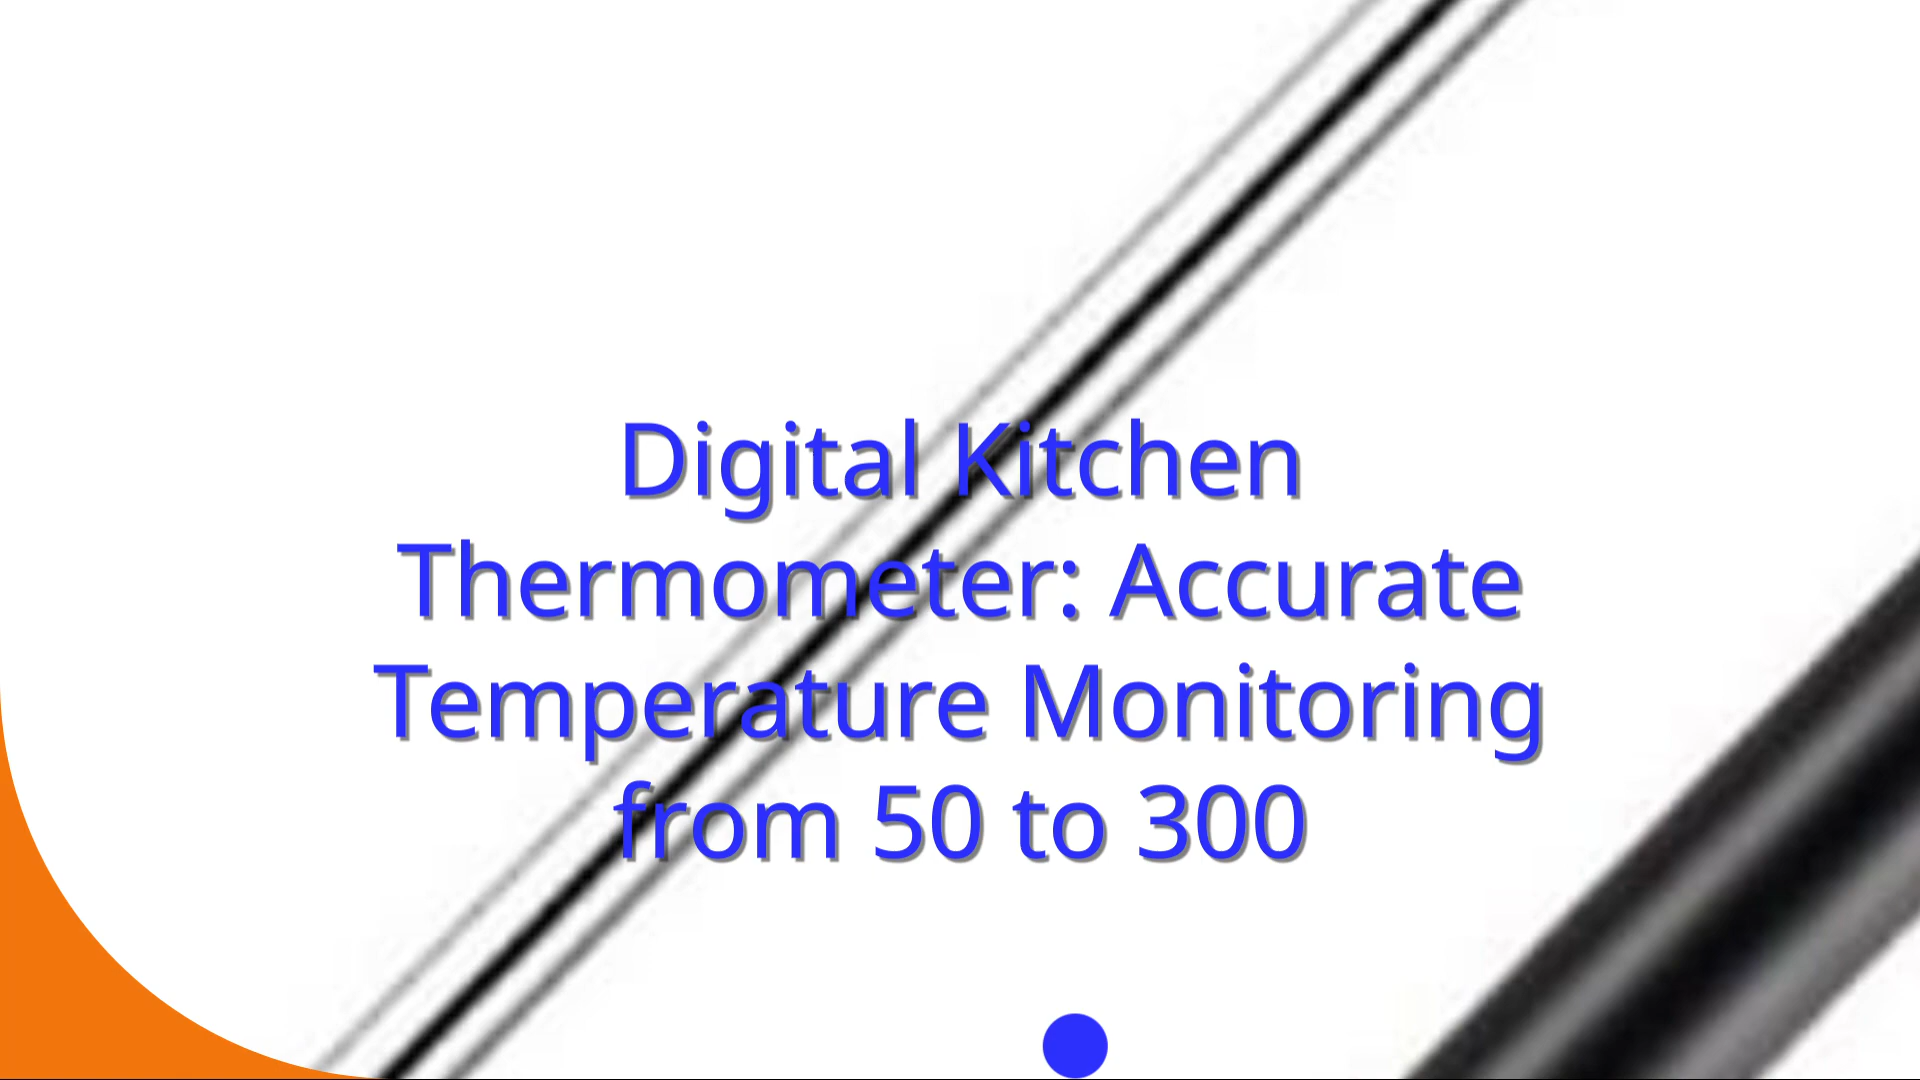 Digital Kitchen
Thermometer: Accurate
Temperature Monitoring
from 50 to 300